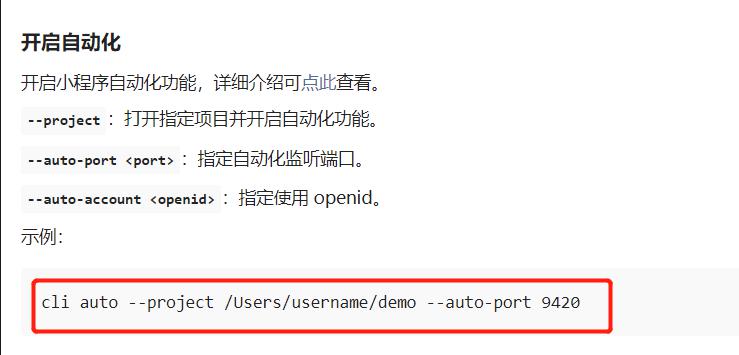 开启自动化
开启小程序自动化功能，详细介绍可点此查看。
--project：打开指定项目并开启自动化功能。
--auto-port <port>：指定自动化监听端口。
--auto-account <openid>：指定使用 openid。
示例：
cli auto --project /Users/username/demo --auto-port 9420